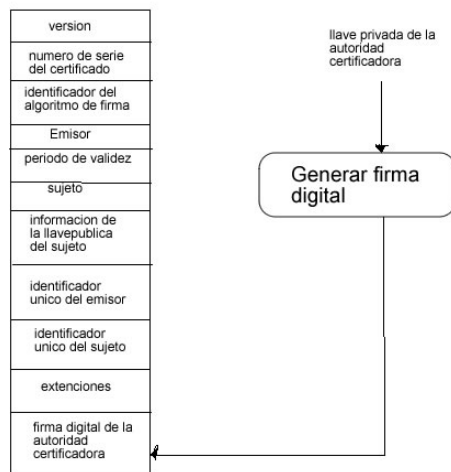 version
numero de serie
del certificado
identificador del
algoritmo de firma
Emisor
periodo de validez
sujeto
informacion de
la llavepublica
del sujeto
identificador
unico del emisor
identificador
unico del sujeto
extenciones
firma digital de la
autoridad
certificadora
llave privada de la
autoridad
certificadora
Generar firma
digital